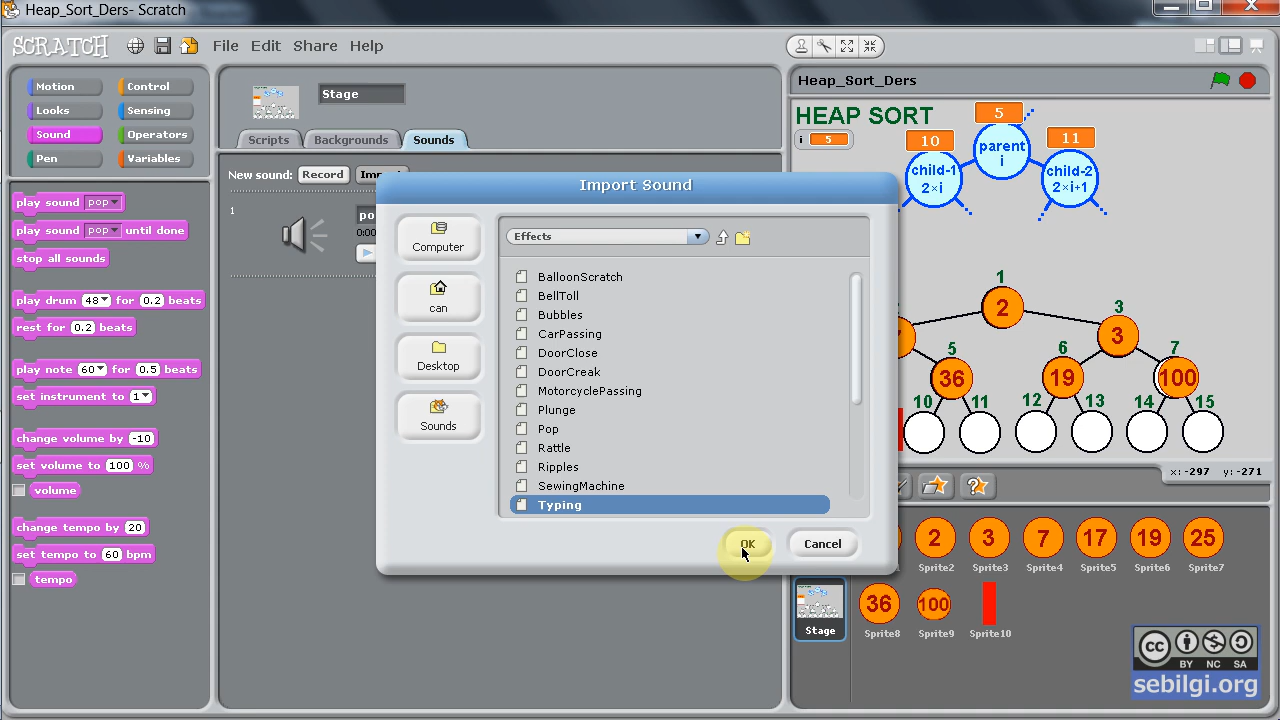 Heap_Sort_Ders- Scratch
SCRATCH File Edit Share Help
Motion Control
Looks Sensing
Sound Operators
Pen Variables
play sound pop
play sound pop until done
stop all sounds
play drum 48 for 0.2 beats
rest for 0.2 beats
play note 60 for 0.5 beats
set instrument to 1
change volume by -10
set volume to 100 %
volume
change tempo by 20
set tempo to 60 bpm
tempo
Stage
Scripts Backgrounds Sounds
New sound: Record
1
Import Sound
Computer
can
Desktop
Sounds
Effects
BalloonScratch
BellToll
Bubbles
CarPassing
DoorClose
DoorCreak
MotorcyclePassing
Plunge
Pop
Rattle
Ripples
SewingMachine
Typing
OK Cancel
Heap_Sort_Ders
HEAP SORT
i 5
5
10 11
parent
i
child-1
2×i
child-2
2×i+1
1
2
3
3
5 6 7
36 19 100
10 11 12 13 14 15
x:-297 y:-271
2 3 7 17 19 25
Sprite2 Sprite3 Sprite4 Sprite5 Sprite6 Sprite7
36 100
Stage Sprite8 Sprite9 Sprite10
cc
BY NC SA
sebilgi.org